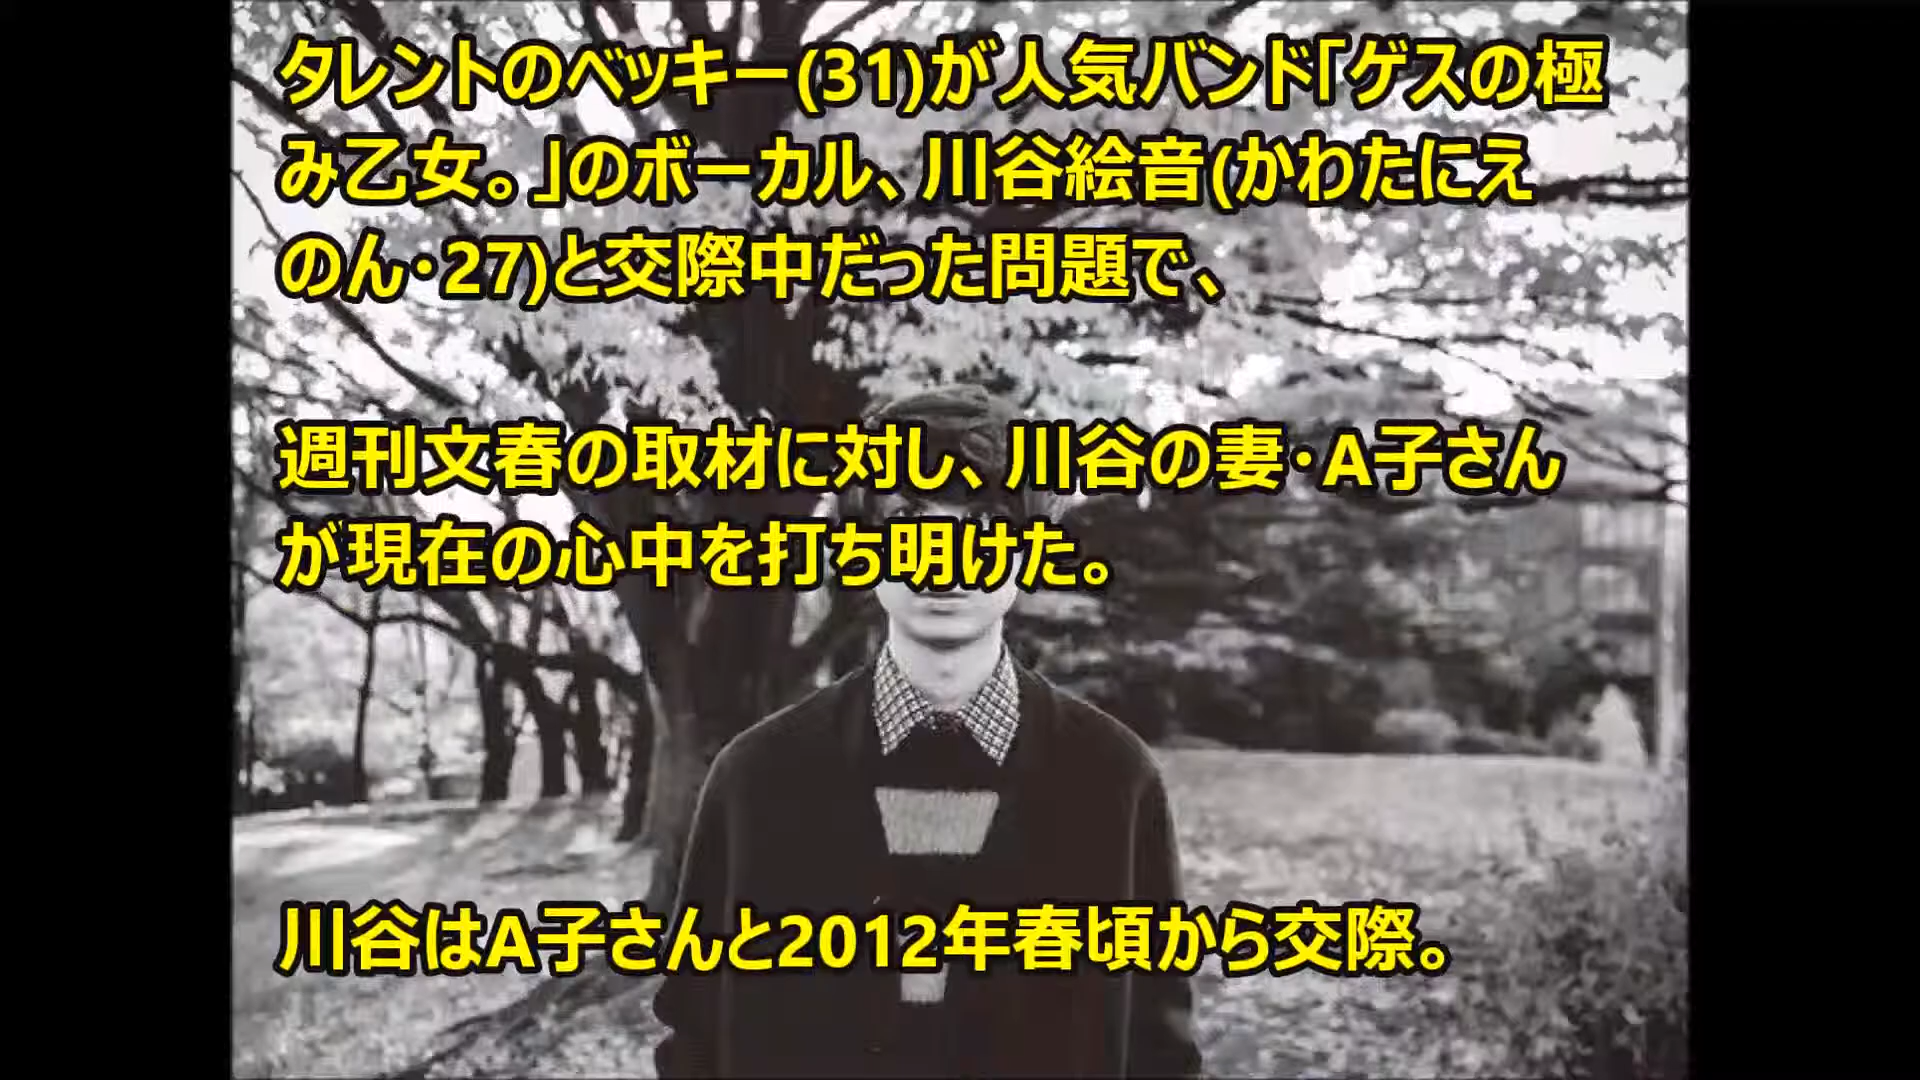 タレントのベッキー(31)が人気バンド「ゲスの極
み乙女。」のボーカル、川谷絵音(かわたにえ
のん・27)と交際中だった問題で、
週刊文春の取材に対し、川谷の妻・A子さん
が現在の心中を打ち明けた。
川谷はA子さんと2012年春頃から交際。